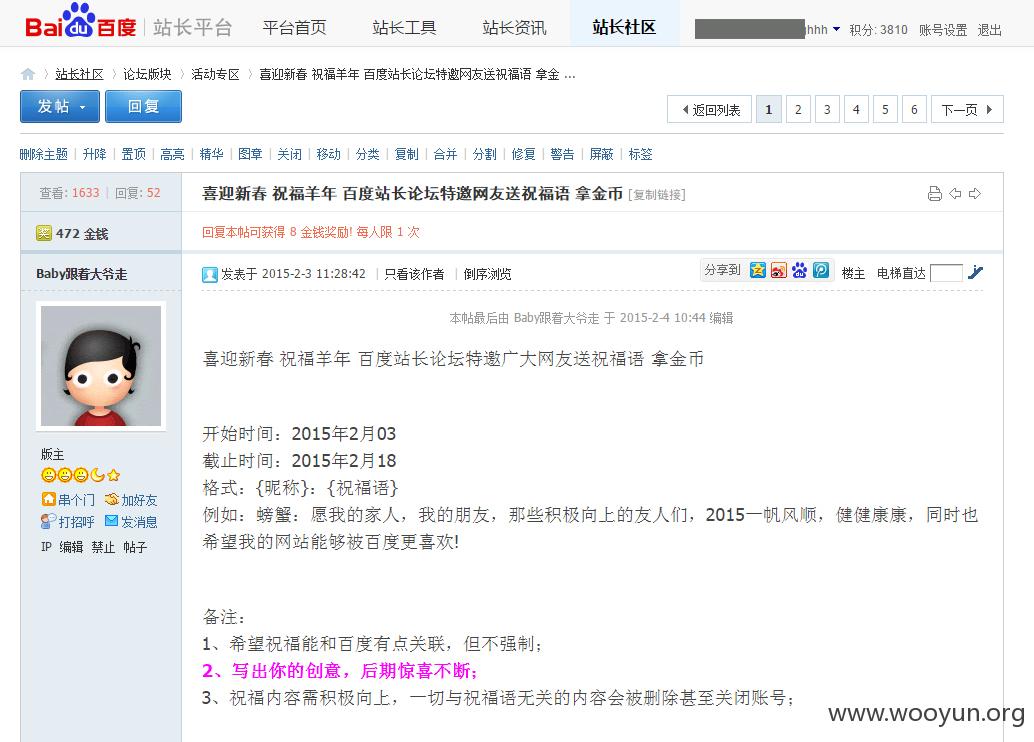 Baidu百度 站长平台 平台首页 站长工具 站长资讯 站长社区 hhh 积分: 3810 账号设置 退出
站长社区 论坛版块 活动专区 喜迎新春 祝福羊年 百度站长论坛特邀网友送祝福语 拿金 ...
发帖 回复 返回列表 1 2 3 4 5 6 下一页
删除主题 升降 置顶 高亮 精华 图章 关闭 移动 分类 复制 合并 分割 修复 警告 屏蔽 标签
查看: 1633 回复: 52 喜迎新春 祝福羊年 百度站长论坛特邀网友送祝福语 拿金币 [复制链接]
奖 472 金钱 回复本帖可获得 8 金钱奖励! 每人限 1 次
Baby跟着大爷走 发表于 2015-2-3 11:28:42 只看该作者 倒序浏览 分享到 楼主 电梯直达
本帖最后由 Baby跟着大爷走 于 2015-2-4 10:44 编辑
喜迎新春 祝福羊年 百度站长论坛特邀广大网友送祝福语 拿金币
开始时间：2015年2月03
截止时间：2015年2月18
格式：{昵称}：{祝福语}
例如：螃蟹：愿我的家人，我的朋友，那些积极向上的友人们，2015一帆风顺，健健康康，同时也
希望我的网站能够被百度更喜欢!
版主
串个门 加好友
打招呼 发消息
IP 编辑 禁止 帖子
备注：
1、希望祝福能和百度有点关联，但不强制；
2、写出你的创意，后期惊喜不断；
3、祝福内容需积极向上，一切与祝福语无关的内容会被删除甚至关闭账号；
www.wooyun.org